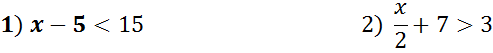 1) x − 5 < 15 2) x/2 + 7 > 3